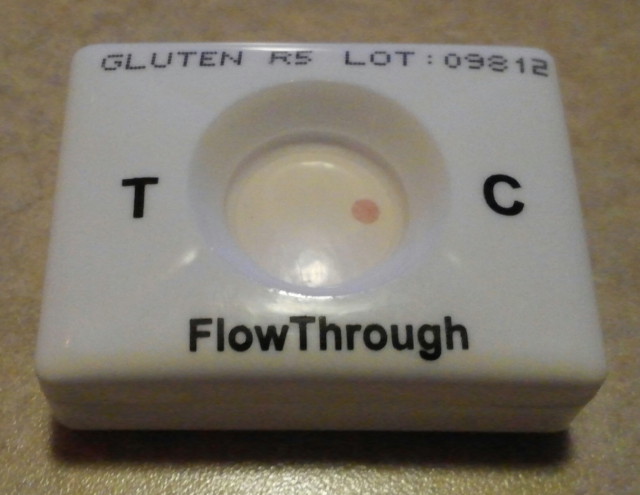 GLUTEN R5 LOT:09812
T C
FlowThrough